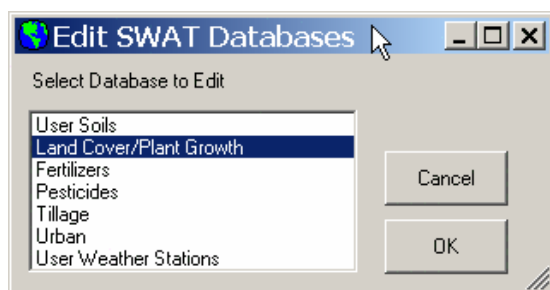 Edit SWAT Databases
Select Database to Edit
User Soils
Land Cover/Plant Growth
Fertilizers
Pesticides
Tillage
Urban
User Weather Stations
Cancel
OK